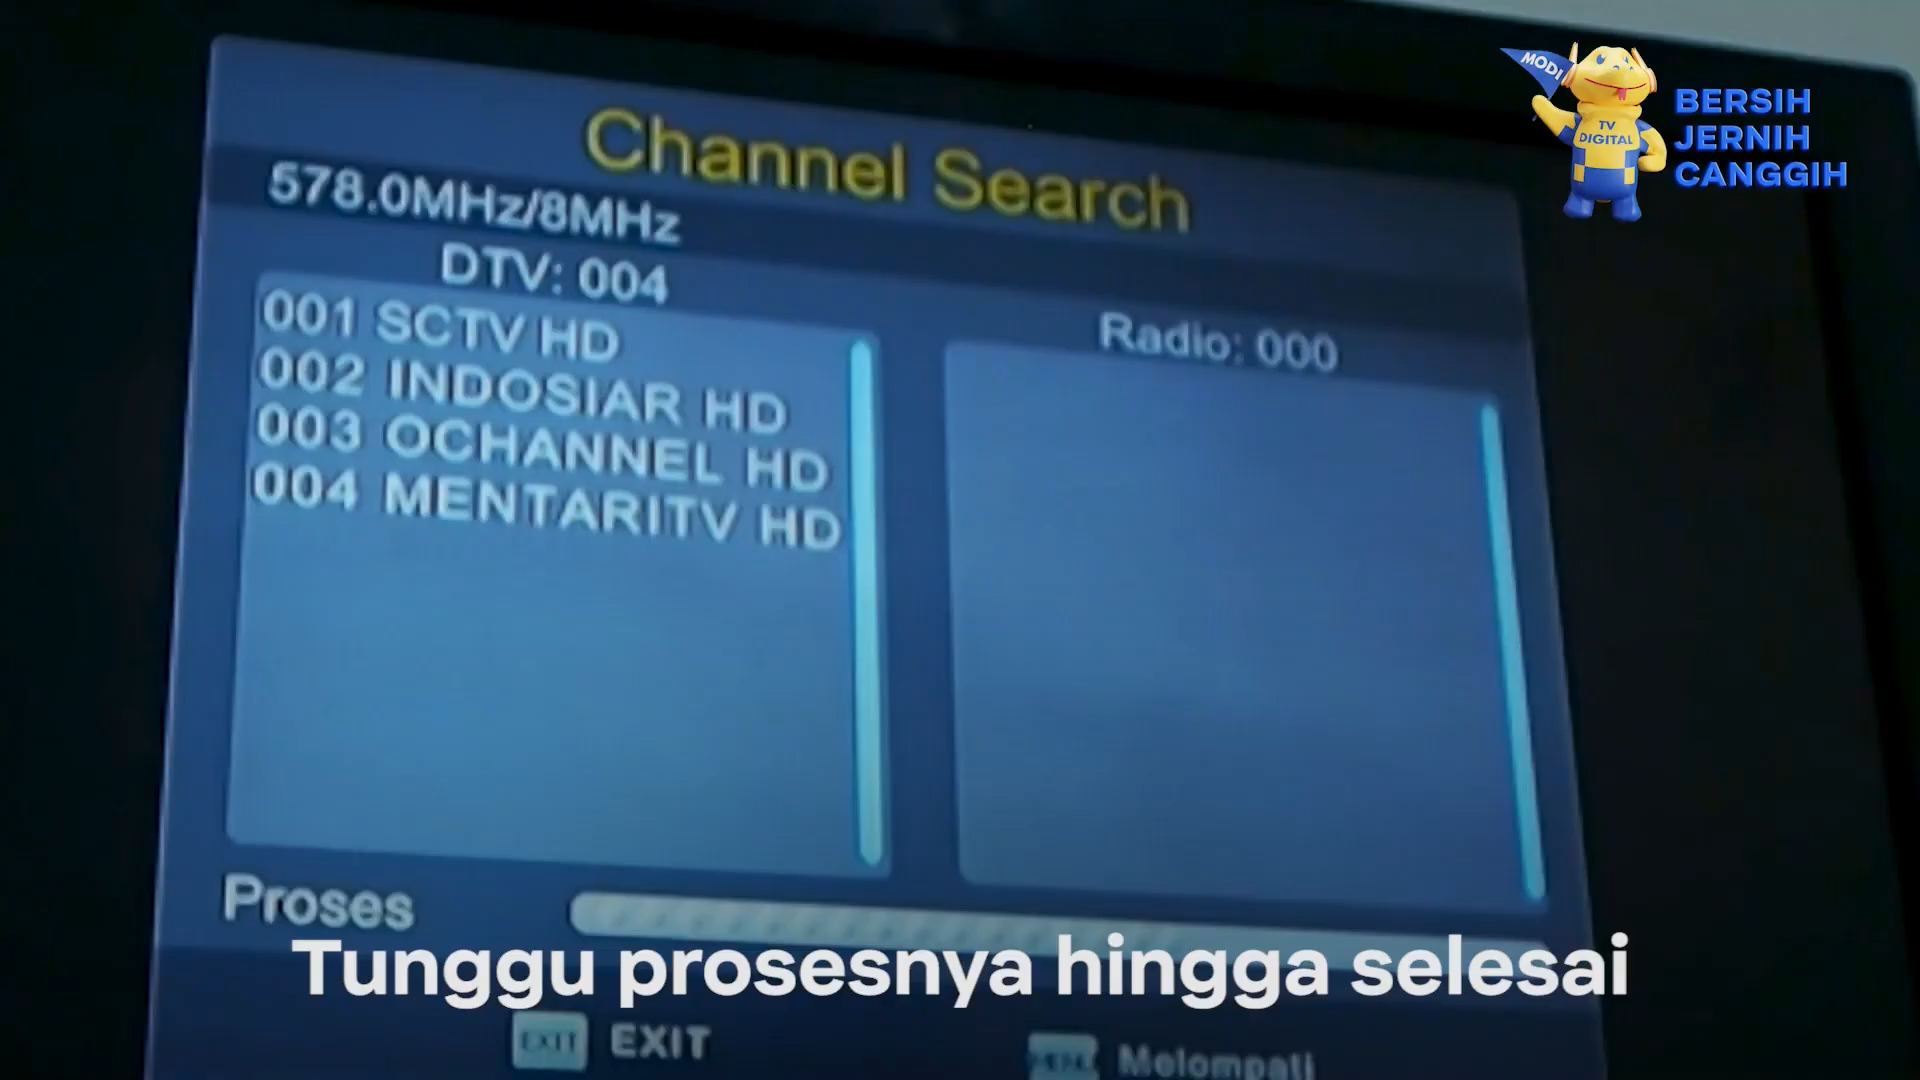 MODI
TV
DIGITAL
BERSIH
JERNIH
CANGGIH
Channel Search
578.0MHz/8MHz
DTV: 004
Radio: 000
001 SCTV HD
002 INDOSIAR HD
003 OCHANNEL HD
004 MENTARITV HD
Proses
Tunggu prosesnya hingga selesai
EXIT EXIT
MENU Melompati